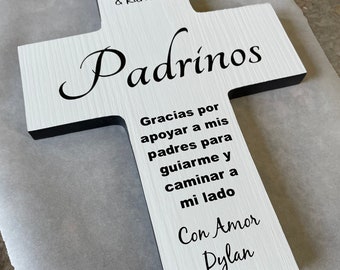 &
Padrinos
Gracias por
apoyar a mis
padres para
guiarme y
caminar a
mi lado
Con Amor
Dylan